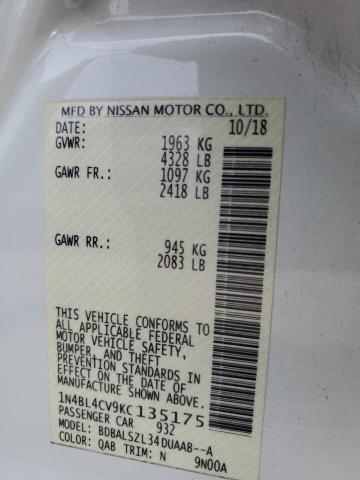 MFD BY NISSAN MOTOR CO., LTD.
DATE: 10/18
GVWR: 1963 KG
4328 LB
GAWR FR.: 1097 KG
2418 LB
GAWR RR.: 945 KG
2083 LB
THIS VEHICLE CONFORMS TO
ALL APPLICABLE FEDERAL
MOTOR VEHICLE SAFETY,
BUMPER, AND THEFT
PREVENTION STANDARDS IN
EFFECT ON THE DATE OF
MANUFACTURE SHOWN ABOVE.
1N4BL4CV9KC135175
PASSENGER CAR 932
MODEL: BDBALSZL34DUAAB--A
COLOR: QAB TRIM: N 9N00A